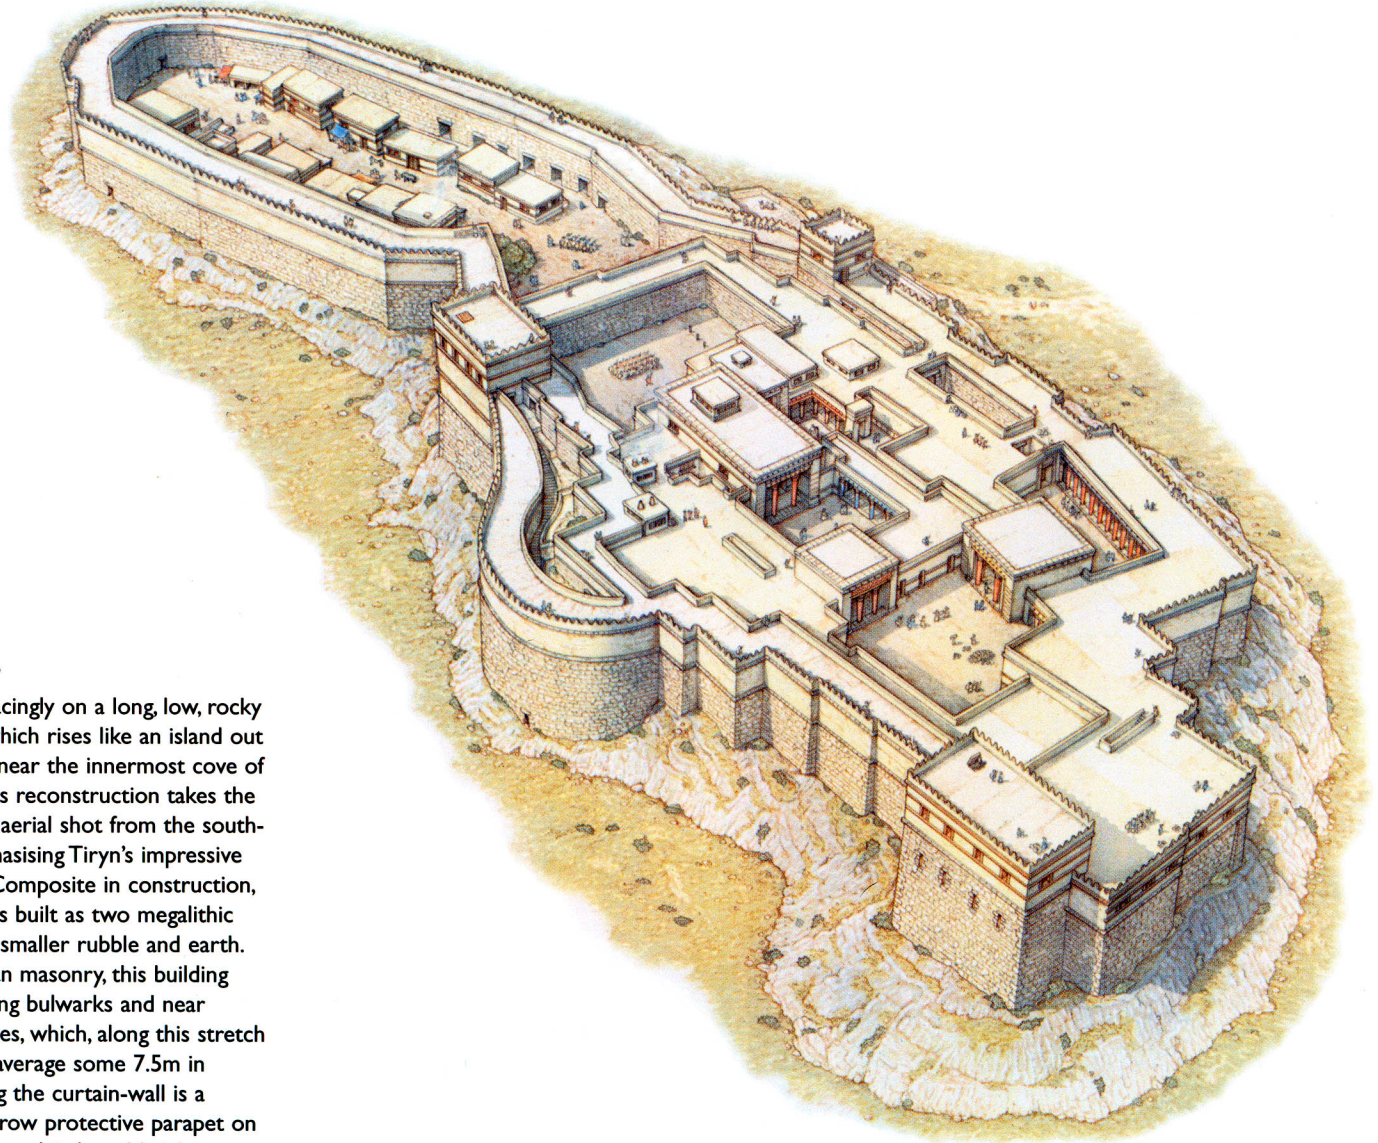 cingly on a long, low, rocky
hich rises like an island out
near the innermost cove of
s reconstruction takes the
aerial shot from the south-
asising Tiryn's impressive
Composite in construction,
s built as two megalithic
smaller rubble and earth.
n masonry, this building
ng bulwarks and near
es, which, along this stretch
average some 7.5m in
g the curtain-wall is a
row protective parapet on